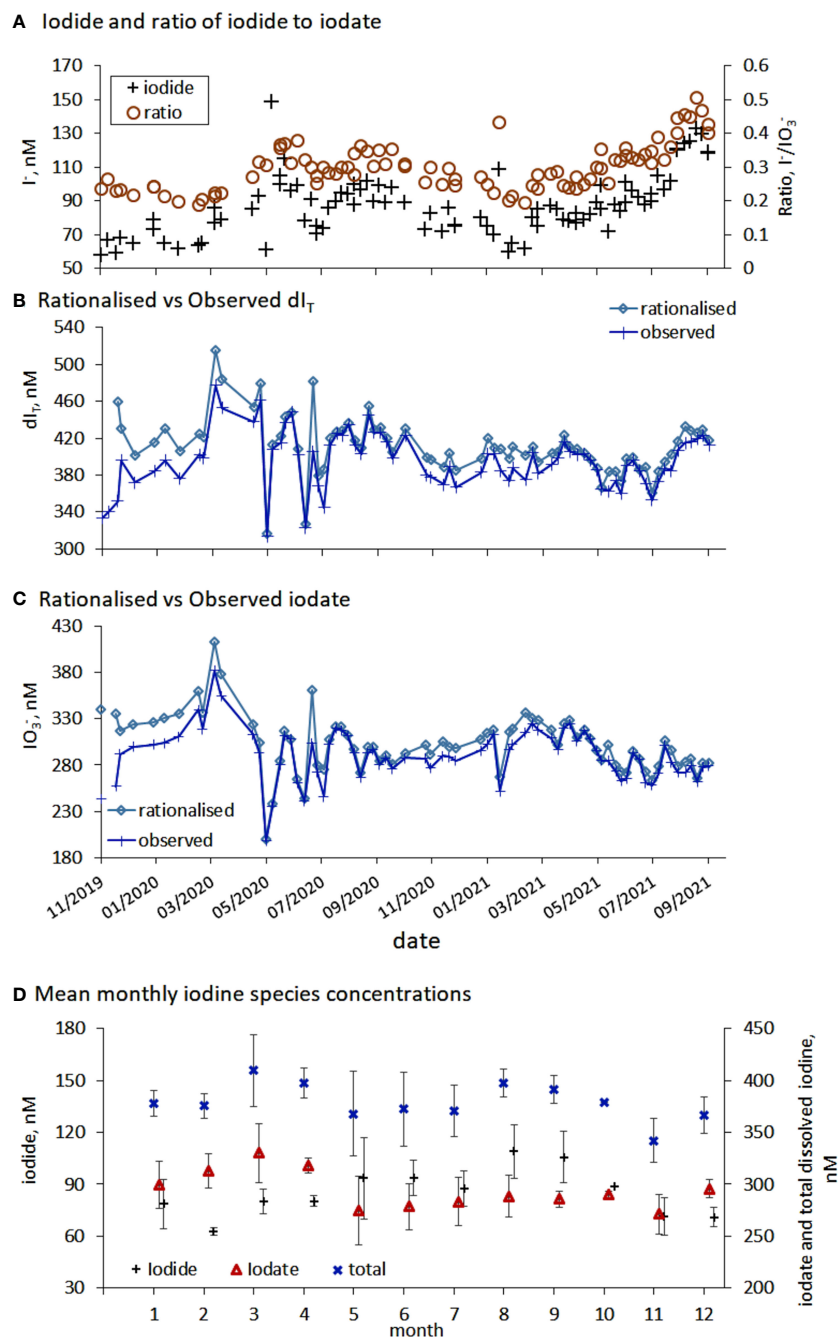 A Iodide and ratio of iodide to iodate
170
150
130
110
90
70
50
I-, nM
iodide
ratio
0.6
0.5
0.4
0.3
0.2
0.1
0
Ratio, I-/IO3-
B Rationalised vs Observed dIT
rationalised
observed
540
500
460
420
380
340
300
dIT, nM
C Rationalised vs Observed iodate
430
380
330
280
230
180
IO3-, nM
rationalised
observed
11/2019
01/2020
03/2020
05/2020
07/2020
09/2020
11/2020
01/2021
03/2021
05/2021
07/2021
09/2021
date
D Mean monthly iodine species concentrations
180
150
120
90
60
30
iodide, nM
450
400
350
300
250
200
iodate and total dissolved iodine,
nM
Iodide Iodate total
1 2 3 4 5 6 7 8 9 10 11 12
month